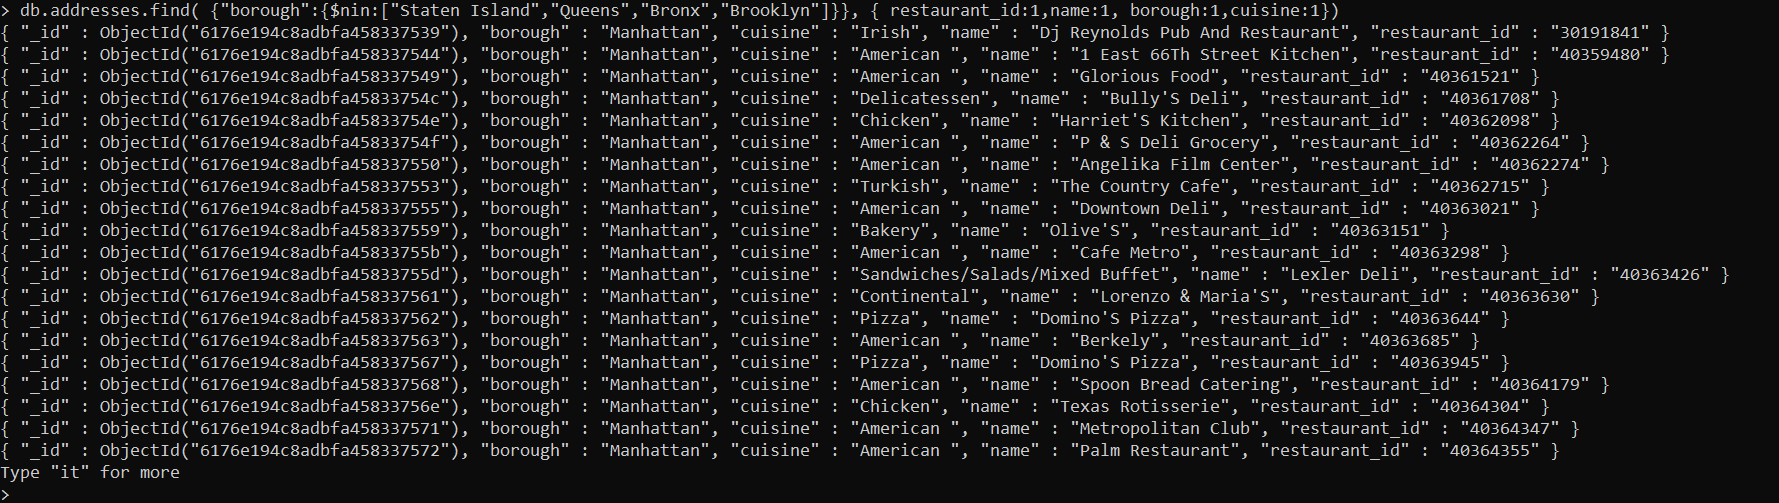 > db.addresses.find( {"borough":{$nin:["Staten Island","Queens","Bronx","Brooklyn"]}}, { restaurant_id:1,name:1, borough:1,cuisine:1})
{ "_id" : ObjectId("6176e194c8adbfa458337539"), "borough" : "Manhattan", "cuisine" : "Irish", "name" : "Dj Reynolds Pub And Restaurant", "restaurant_id" : "30191841" }
{ "_id" : ObjectId("6176e194c8adbfa458337544"), "borough" : "Manhattan", "cuisine" : "American ", "name" : "1 East 66Th Street Kitchen", "restaurant_id" : "40359480" }
{ "_id" : ObjectId("6176e194c8adbfa458337549"), "borough" : "Manhattan", "cuisine" : "American ", "name" : "Glorious Food", "restaurant_id" : "40361521" }
{ "_id" : ObjectId("6176e194c8adbfa45833754c"), "borough" : "Manhattan", "cuisine" : "Delicatessen", "name" : "Bully'S Deli", "restaurant_id" : "40361708" }
{ "_id" : ObjectId("6176e194c8adbfa45833754e"), "borough" : "Manhattan", "cuisine" : "Chicken", "name" : "Harriet'S Kitchen", "restaurant_id" : "40362098" }
{ "_id" : ObjectId("6176e194c8adbfa45833754f"), "borough" : "Manhattan", "cuisine" : "American ", "name" : "P & S Deli Grocery", "restaurant_id" : "40362264" }
{ "_id" : ObjectId("6176e194c8adbfa458337550"), "borough" : "Manhattan", "cuisine" : "American ", "name" : "Angelika Film Center", "restaurant_id" : "40362274" }
{ "_id" : ObjectId("6176e194c8adbfa458337553"), "borough" : "Manhattan", "cuisine" : "Turkish", "name" : "The Country Cafe", "restaurant_id" : "40362715" }
{ "_id" : ObjectId("6176e194c8adbfa458337555"), "borough" : "Manhattan", "cuisine" : "American ", "name" : "Downtown Deli", "restaurant_id" : "40363021" }
{ "_id" : ObjectId("6176e194c8adbfa458337559"), "borough" : "Manhattan", "cuisine" : "Bakery", "name" : "Olive'S", "restaurant_id" : "40363151" }
{ "_id" : ObjectId("6176e194c8adbfa45833755b"), "borough" : "Manhattan", "cuisine" : "American ", "name" : "Cafe Metro", "restaurant_id" : "40363298" }
{ "_id" : ObjectId("6176e194c8adbfa45833755d"), "borough" : "Manhattan", "cuisine" : "Sandwiches/Salads/Mixed Buffet", "name" : "Lexler Deli", "restaurant_id" : "40363426" }
{ "_id" : ObjectId("6176e194c8adbfa458337561"), "borough" : "Manhattan", "cuisine" : "Continental", "name" : "Lorenzo & Maria'S", "restaurant_id" : "40363630" }
{ "_id" : ObjectId("6176e194c8adbfa458337562"), "borough" : "Manhattan", "cuisine" : "Pizza", "name" : "Domino'S Pizza", "restaurant_id" : "40363644" }
{ "_id" : ObjectId("6176e194c8adbfa458337563"), "borough" : "Manhattan", "cuisine" : "American ", "name" : "Berkely", "restaurant_id" : "40363685" }
{ "_id" : ObjectId("6176e194c8adbfa458337567"), "borough" : "Manhattan", "cuisine" : "Pizza", "name" : "Domino'S Pizza", "restaurant_id" : "40363945" }
{ "_id" : ObjectId("6176e194c8adbfa458337568"), "borough" : "Manhattan", "cuisine" : "American ", "name" : "Spoon Bread Catering", "restaurant_id" : "40364179" }
{ "_id" : ObjectId("6176e194c8adbfa45833756e"), "borough" : "Manhattan", "cuisine" : "Chicken", "name" : "Texas Rotisserie", "restaurant_id" : "40364304" }
{ "_id" : ObjectId("6176e194c8adbfa458337571"), "borough" : "Manhattan", "cuisine" : "American ", "name" : "Metropolitan Club", "restaurant_id" : "40364347" }
{ "_id" : ObjectId("6176e194c8adbfa458337572"), "borough" : "Manhattan", "cuisine" : "American ", "name" : "Palm Restaurant", "restaurant_id" : "40364355" }
Type "it" for more
>